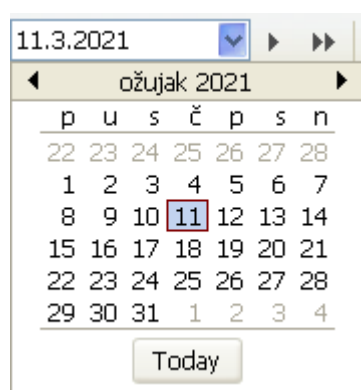 11.3.2021
ožujak 2021
p u s č p s n
22 23 24 25 26 27 28
1 2 3 4 5 6 7
8 9 10 11 12 13 14
15 16 17 18 19 20 21
22 23 24 25 26 27 28
29 30 31 1 2 3 4
Today